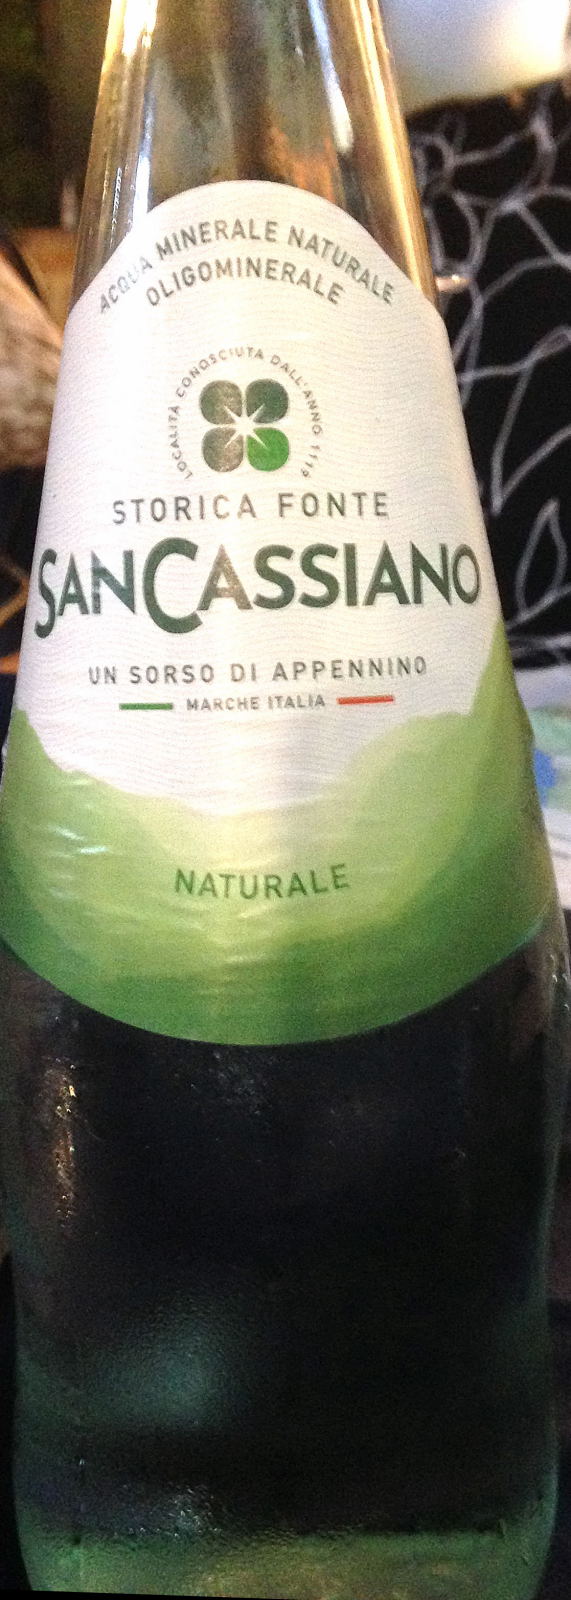 ACQUA MINERALE NATURALE
OLIGOMINERALE
LOCALITÀ CONOSCIUTA DALL'ANNO 1119
STORICA FONTE
SANCASSIANO
UN SORSO DI APPENNINO
MARCHE ITALIA
NATURALE